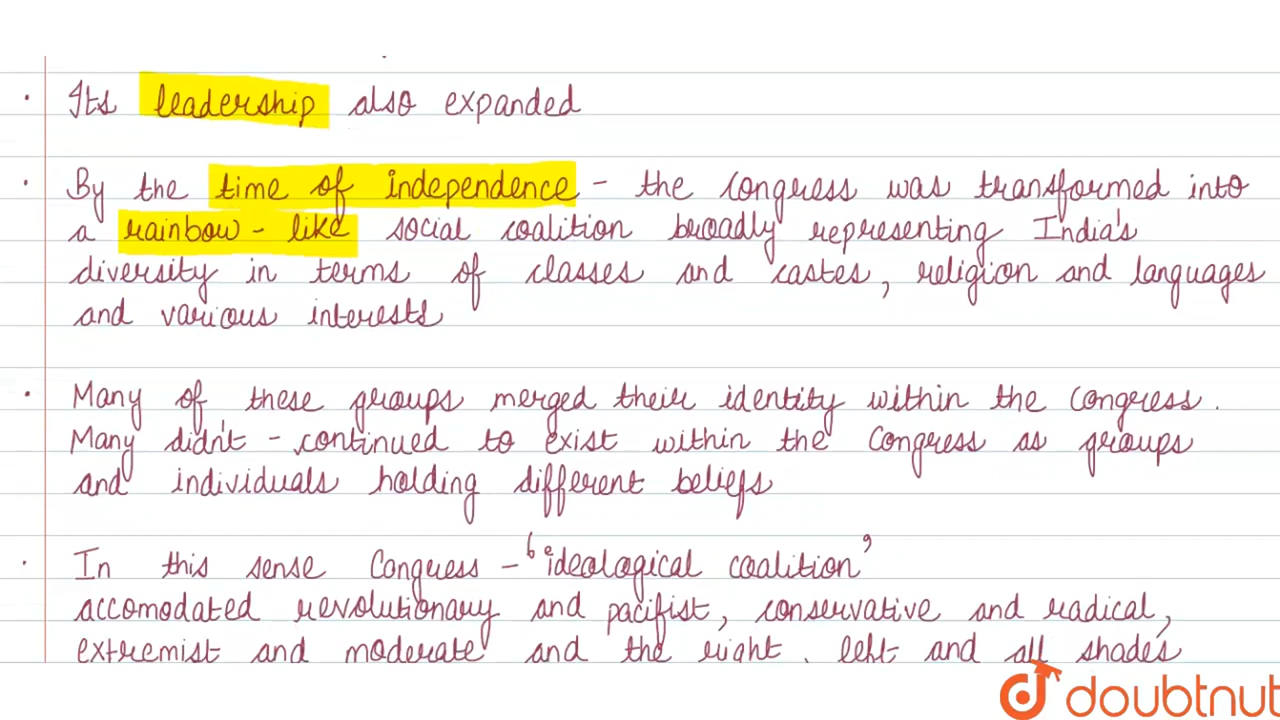 · Its leadership also expanded
· By the time of independence - the congress was transformed into
a rainbow - like social coalition broadly representing India's
diversity in terms of classes and castes, religion and languages
and various interests
· Many of these groups merged their identity within the congress.
Many didn't - continued to exist within the Congress as groups
and individuals holding different beliefs
· In this sense Congress - 'ideological coalition'
accomodated revolutionary and pacifist, conservative and radical,
extremist and moderate and the right, left and all shades
doubtnut